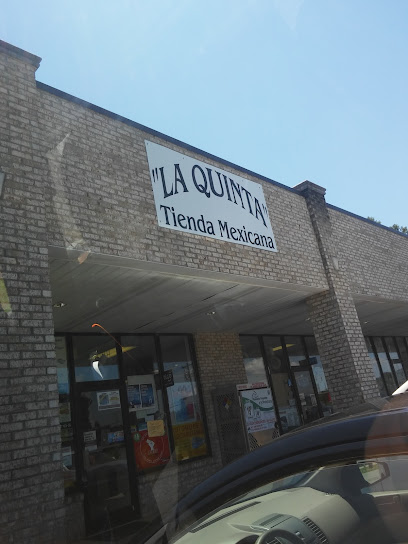 "LA QUINTA"
Tienda Mexicana